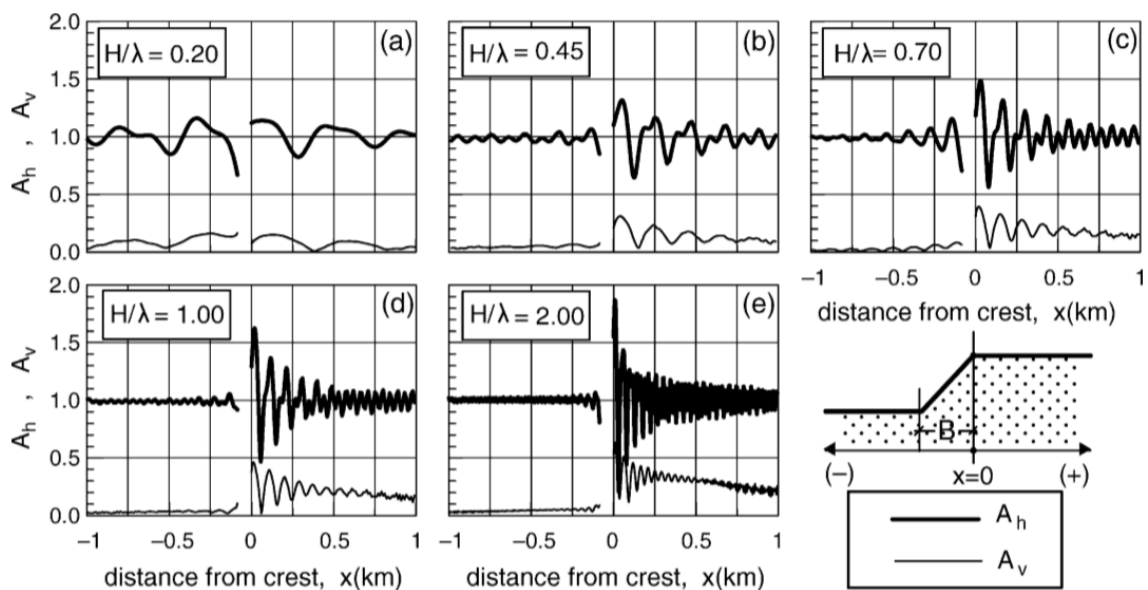 2.0
1.5
1.0
0.5
0.0
A_h , A_v
H/λ = 0.20
(a)
H/λ = 0.45
(b)
H/λ = 0.70
(c)
−1 −0.5 0 0.5 1
distance from crest, x(km)
2.0
1.5
1.0
0.5
0.0
A_h , A_v
H/λ = 1.00
(d)
−1 −0.5 0 0.5 1
distance from crest, x(km)
H/λ = 2.00
(e)
−1 −0.5 0 0.5 1
distance from crest, x(km)
B
(−) x=0 (+)
A_h
A_v